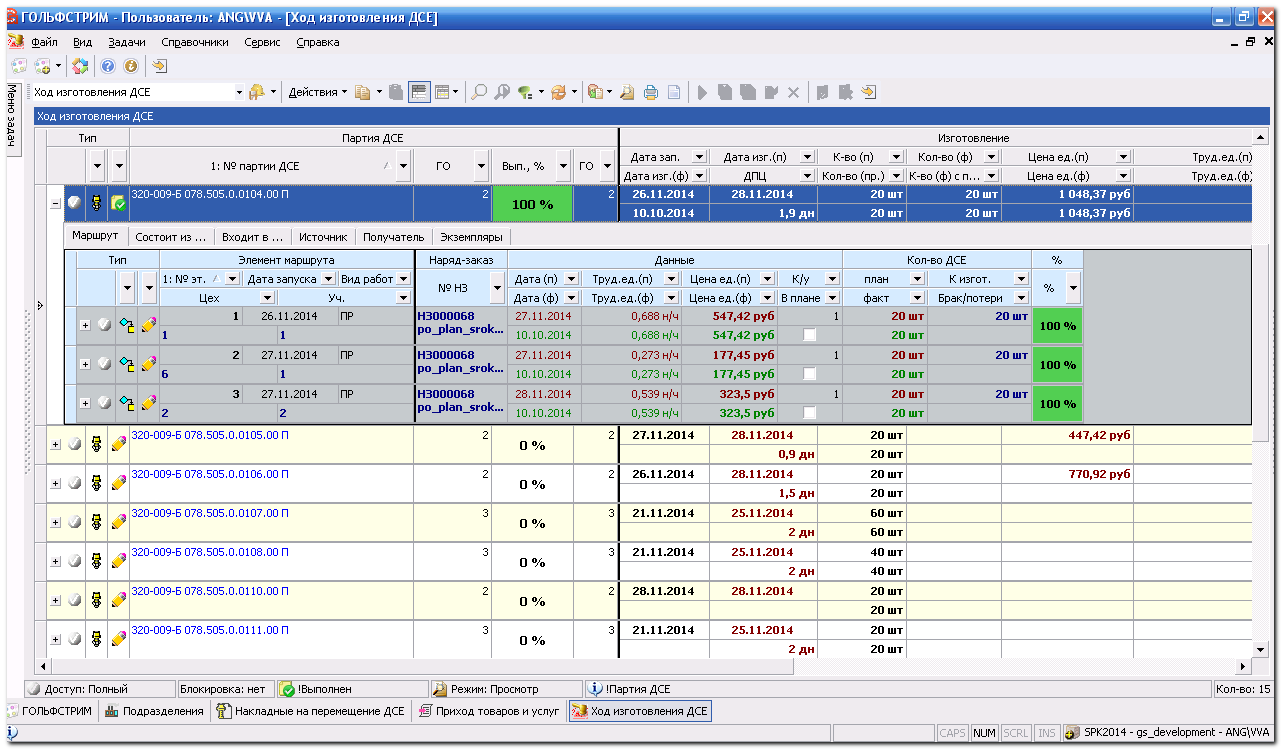 ГОЛЬФСТРИМ - Пользователь: ANG\VVA - [Ход изготовления ДСЕ]
Файл Вид Задачи Справочники Сервис Справка
Меню задач
Ход изготовления ДСЕ Действия
Ход изготовления ДСЕ
Тип Партия ДСЕ Изготовление
1: № партии ДСЕ ГО Вып., % ГО
Дата зап. Дата изг.(п) К-во (п) Кол-во (ф) Цена ед.(п) Труд.ед.(п)
Дата изг.(ф) ДПЦ Кол-во (пр.) К-во (ф) с п... Цена ед.(ф) Труд.ед.(ф)
320-009-Б 078.505.0.0104.00 П 2 100 % 2 26.11.2014 28.11.2014 20 шт 20 шт 1 048,37 руб
10.10.2014 1,9 дн 20 шт 20 шт 1 048,37 руб
Маршрут Состоит из ... Входит в ... Источник Получатель Экземпляры
Тип Элемент маршрута Наряд-заказ Данные Кол-во ДСЕ %
1: № эт. Дата запуска Вид работ № НЗ Дата (п) Труд.ед.(п) Цена ед.(п) К/у план К изгот. %
Цех Уч. Дата (ф) Труд.ед.(ф) Цена ед.(ф) В плане факт Брак/потери
1 26.11.2014 ПР НЗ000068 27.11.2014 0,688 н/ч 547,42 руб 1 20 шт 20 шт 100 %
1 1 po_plan_srok... 10.10.2014 0,688 н/ч 547,42 руб 20 шт
2 27.11.2014 ПР НЗ000068 27.11.2014 0,273 н/ч 177,45 руб 1 20 шт 20 шт 100 %
6 1 po_plan_srok... 10.10.2014 0,273 н/ч 177,45 руб 20 шт
3 27.11.2014 ПР НЗ000068 28.11.2014 0,539 н/ч 323,5 руб 1 20 шт 20 шт 100 %
2 2 po_plan_srok... 10.10.2014 0,539 н/ч 323,5 руб 20 шт
320-009-Б 078.505.0.0105.00 П 2 0 % 2 27.11.2014 28.11.2014 20 шт 447,42 руб
0,9 дн 20 шт
320-009-Б 078.505.0.0106.00 П 2 0 % 2 26.11.2014 28.11.2014 20 шт 770,92 руб
1,5 дн 20 шт
320-009-Б 078.505.0.0107.00 П 3 0 % 3 21.11.2014 25.11.2014 60 шт
2 дн 60 шт
320-009-Б 078.505.0.0108.00 П 3 0 % 3 21.11.2014 25.11.2014 40 шт
2 дн 40 шт
320-009-Б 078.505.0.0110.00 П 2 0 % 2 28.11.2014 28.11.2014 20 шт
20 шт
320-009-Б 078.505.0.0111.00 П 3 0 % 3 21.11.2014 25.11.2014 20 шт
2 дн 20 шт
Доступ: Полный Блокировка: нет !Выполнен Режим: Просмотр !Партия ДСЕ Кол-во: 15
ГОЛЬФСТРИМ Подразделения Накладные на перемещение ДСЕ Приход товаров и услуг Ход изготовления ДСЕ
CAPS NUM SCRL INS SPK2014 - gs_development - ANG\VVA